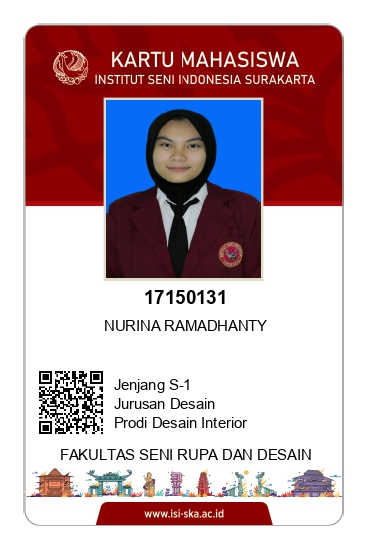 KARTU MAHASISWA
INSTITUT SENI INDONESIA SURAKARTA
17150131
NURINA RAMADHANTY
Jenjang S-1
Jurusan Desain
Prodi Desain Interior
FAKULTAS SENI RUPA DAN DESAIN
www.isi-ska.ac.id